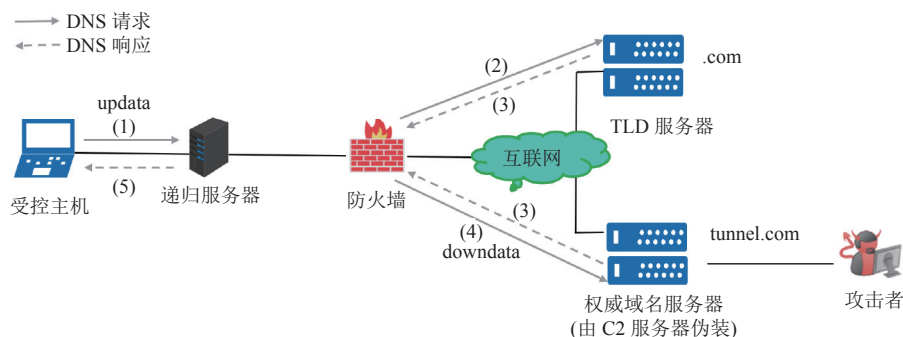 DNS 请求
DNS 响应
updata
(1)
(5)
受控主机
递归服务器
防火墙
(2)
(3)
.com
TLD 服务器
互联网
(3)
(4)
downdata
tunnel.com
权威域名服务器
(由 C2 服务器伪装)
攻击者